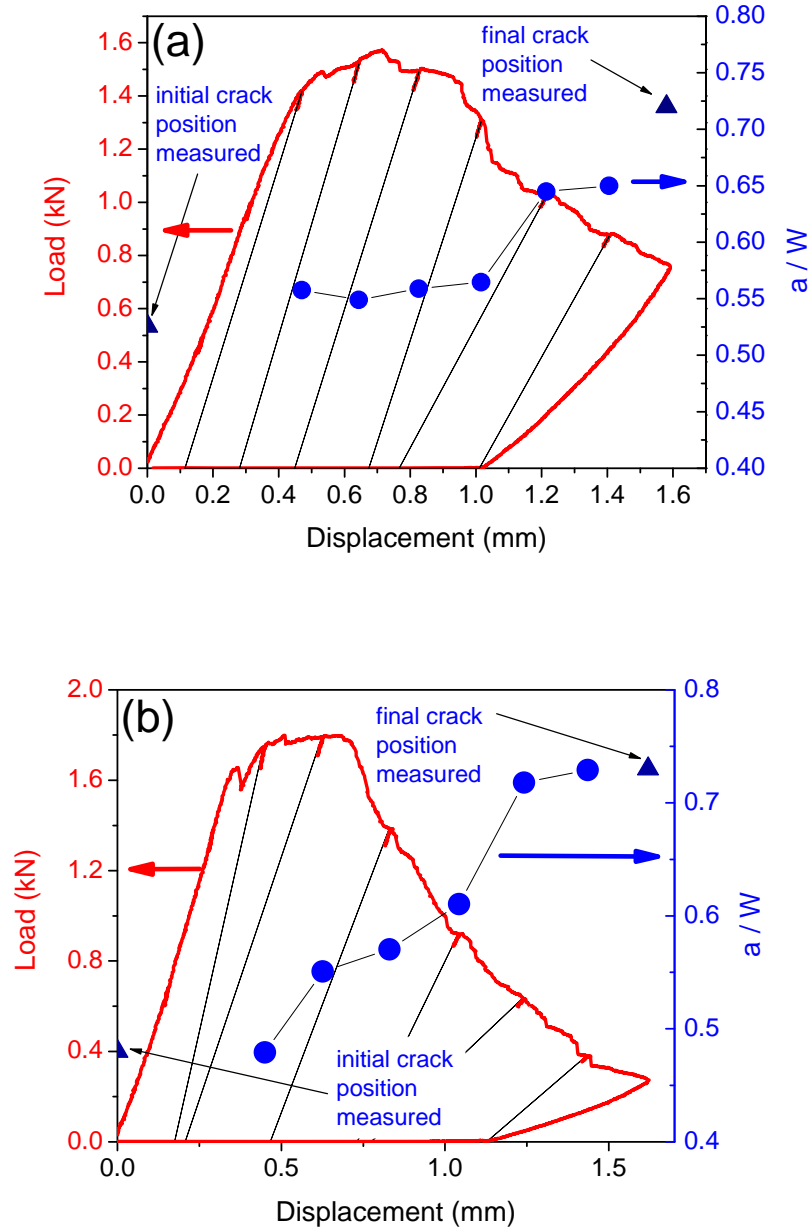 (a)
initial crack
position
measured
final crack
position
measured
Load (kN)
1.6
1.4
1.2
1.0
0.8
0.6
0.4
0.2
0.0
0.80
0.75
0.70
0.65
0.60
0.55
0.50
0.45
0.40
a / W
0.0 0.2 0.4 0.6 0.8 1.0 1.2 1.4 1.6
Displacement (mm)
(b)
final crack
position
measured
initial crack
position
measured
Load (kN)
2.0
1.6
1.2
0.8
0.4
0.0
0.8
0.7
0.6
0.5
0.4
a / W
0.0 0.5 1.0 1.5
Displacement (mm)